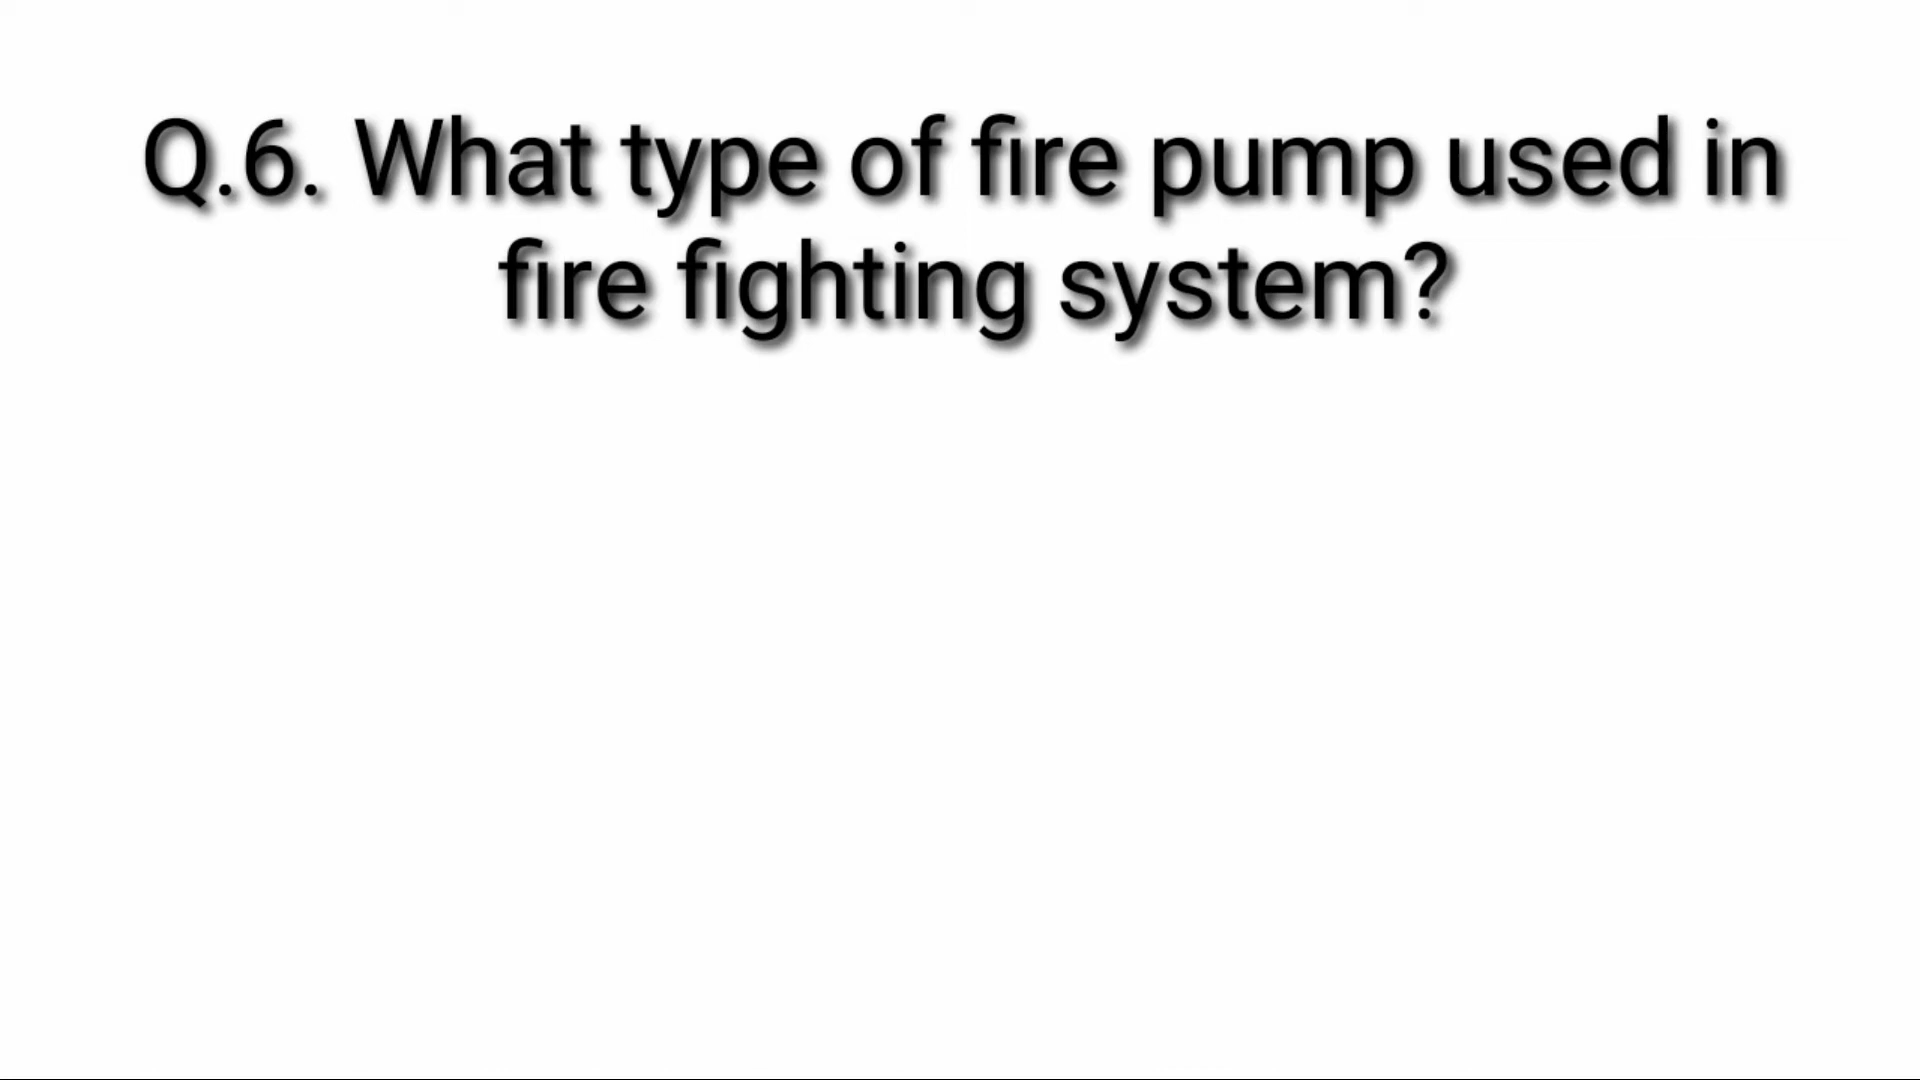 Q.6. What type of fire pump used in
fire fighting system?